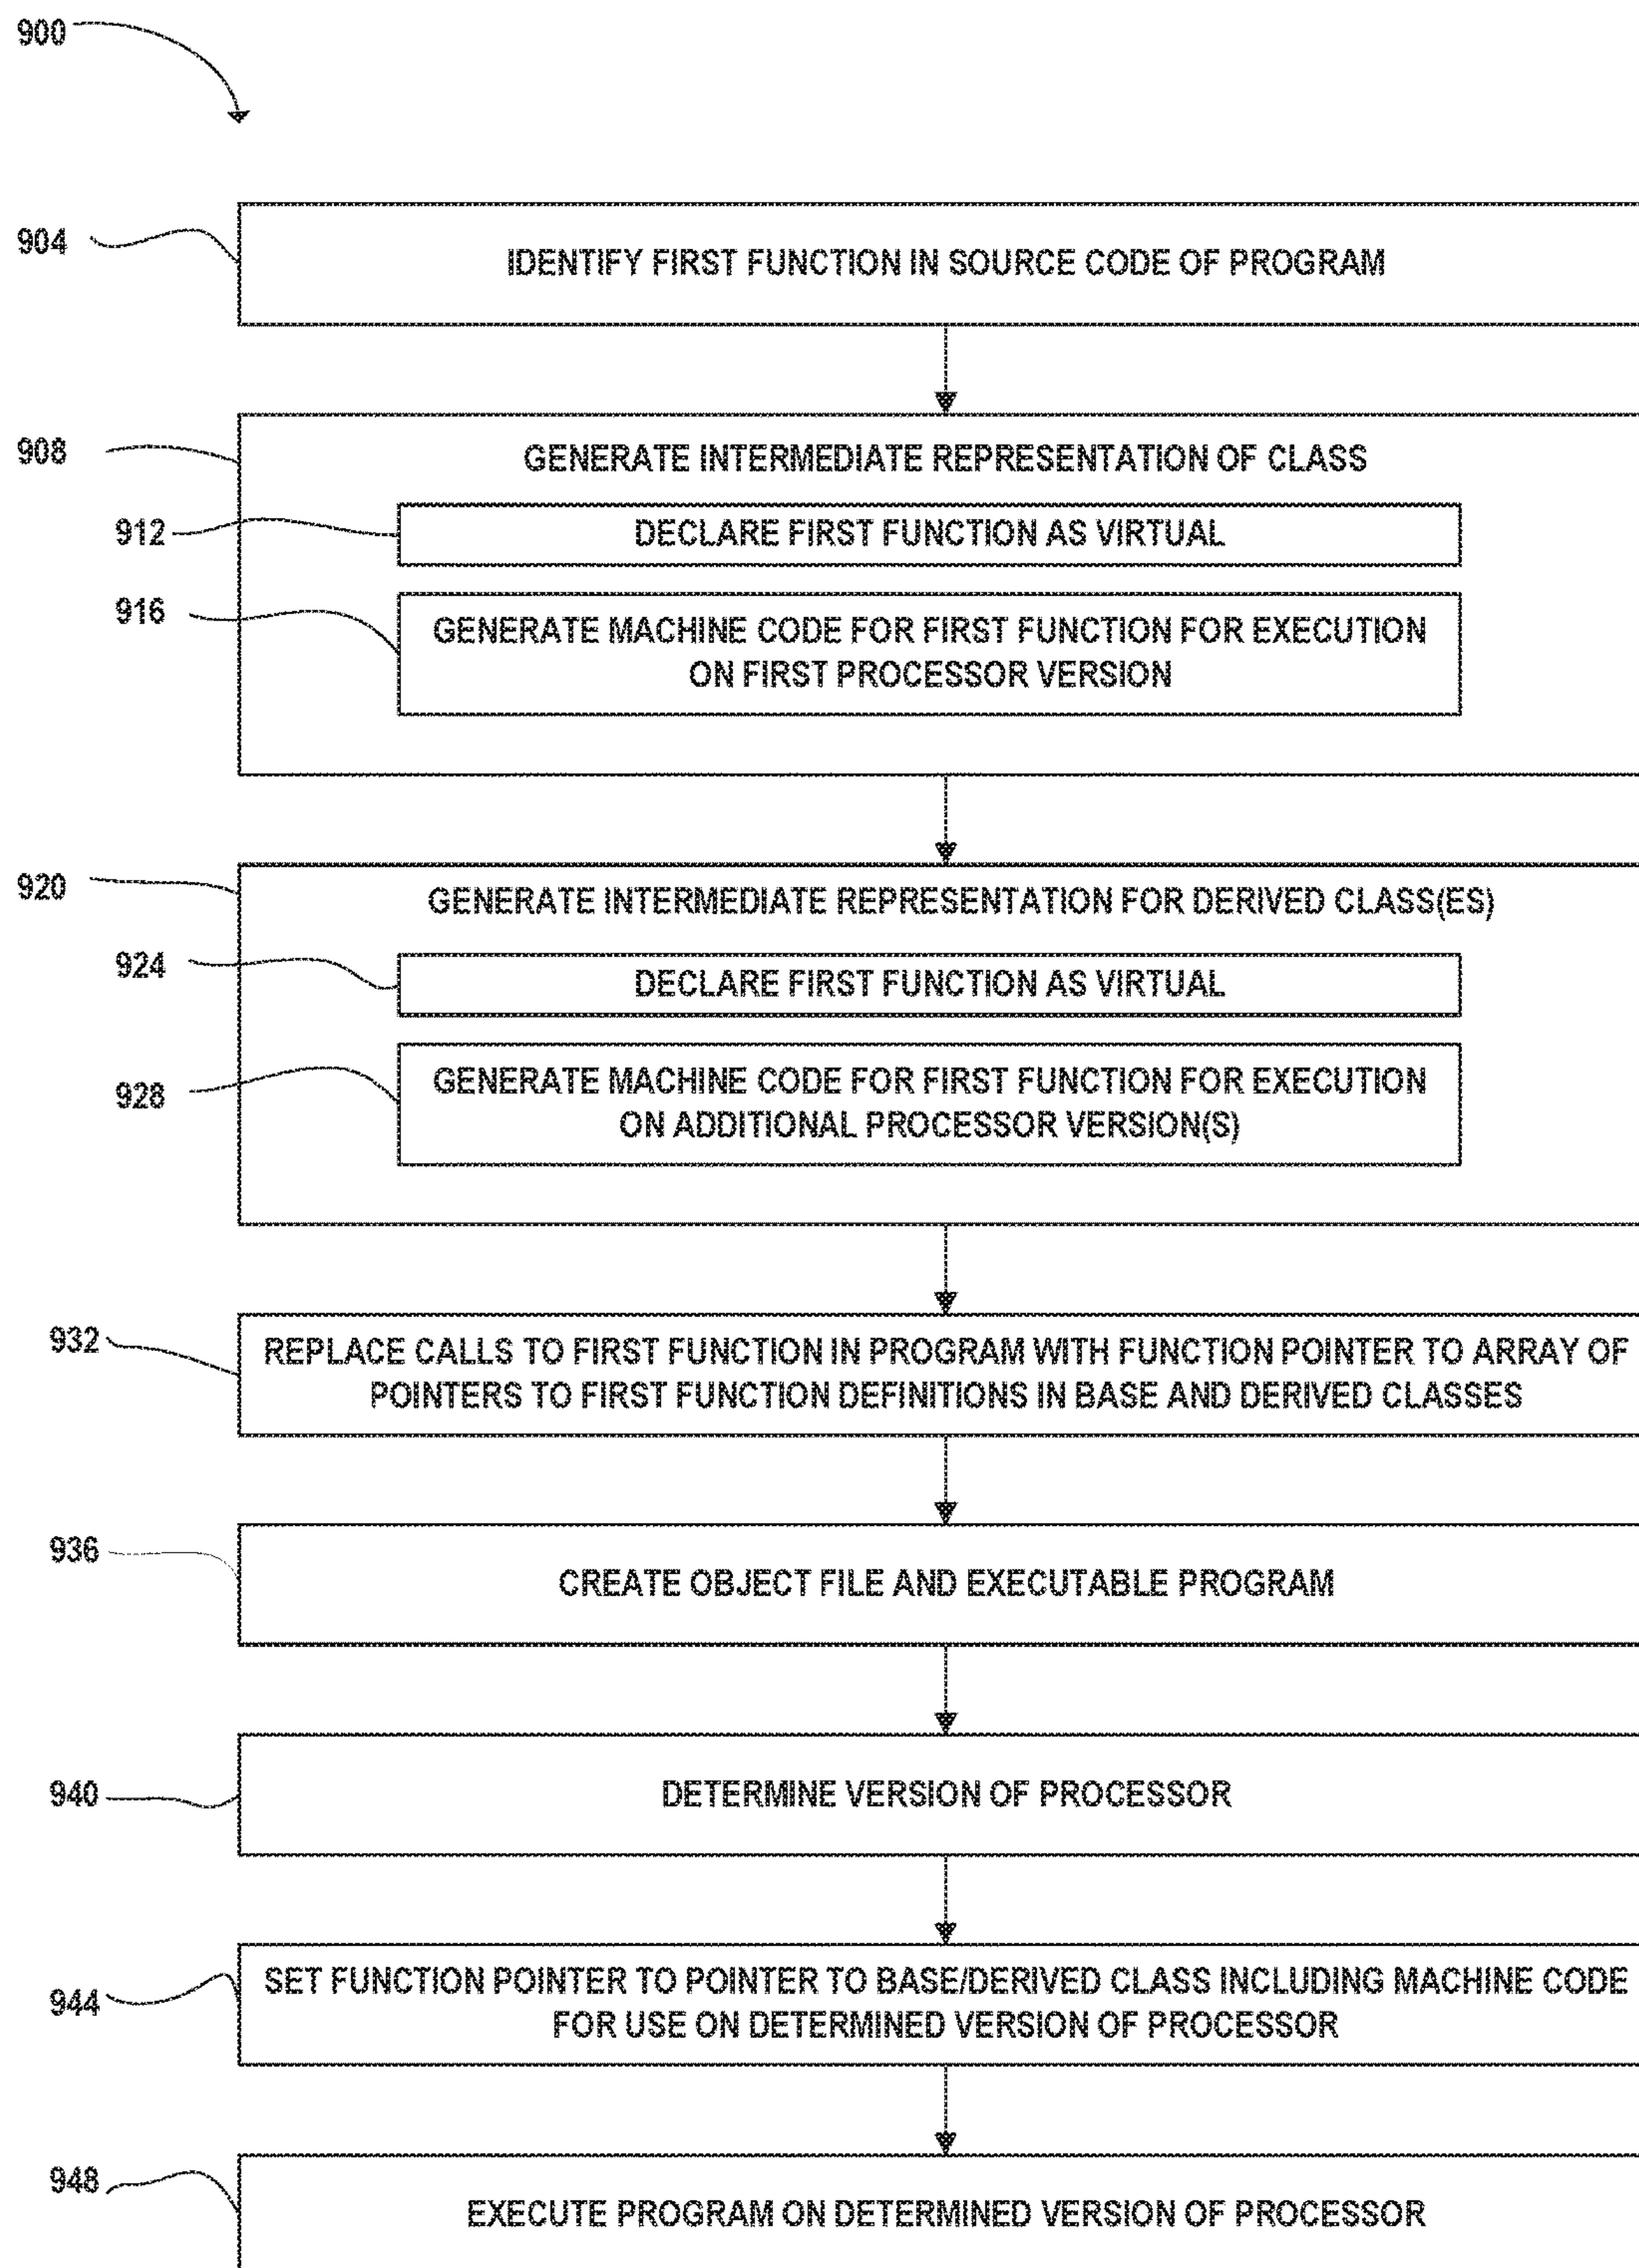 900
904
IDENTIFY FIRST FUNCTION IN SOURCE CODE OF PROGRAM
908
GENERATE INTERMEDIATE REPRESENTATION OF CLASS
912
DECLARE FIRST FUNCTION AS VIRTUAL
916
GENERATE MACHINE CODE FOR FIRST FUNCTION FOR EXECUTION
ON FIRST PROCESSOR VERSION
920
GENERATE INTERMEDIATE REPRESENTATION FOR DERIVED CLASS(ES)
924
DECLARE FIRST FUNCTION AS VIRTUAL
928
GENERATE MACHINE CODE FOR FIRST FUNCTION FOR EXECUTION
ON ADDITIONAL PROCESSOR VERSION(S)
932
REPLACE CALLS TO FIRST FUNCTION IN PROGRAM WITH FUNCTION POINTER TO ARRAY OF
POINTERS TO FIRST FUNCTION DEFINITIONS IN BASE AND DERIVED CLASSES
936
CREATE OBJECT FILE AND EXECUTABLE PROGRAM
940
DETERMINE VERSION OF PROCESSOR
944
SET FUNCTION POINTER TO POINTER TO BASE/DERIVED CLASS INCLUDING MACHINE CODE
FOR USE ON DETERMINED VERSION OF PROCESSOR
948
EXECUTE PROGRAM ON DETERMINED VERSION OF PROCESSOR